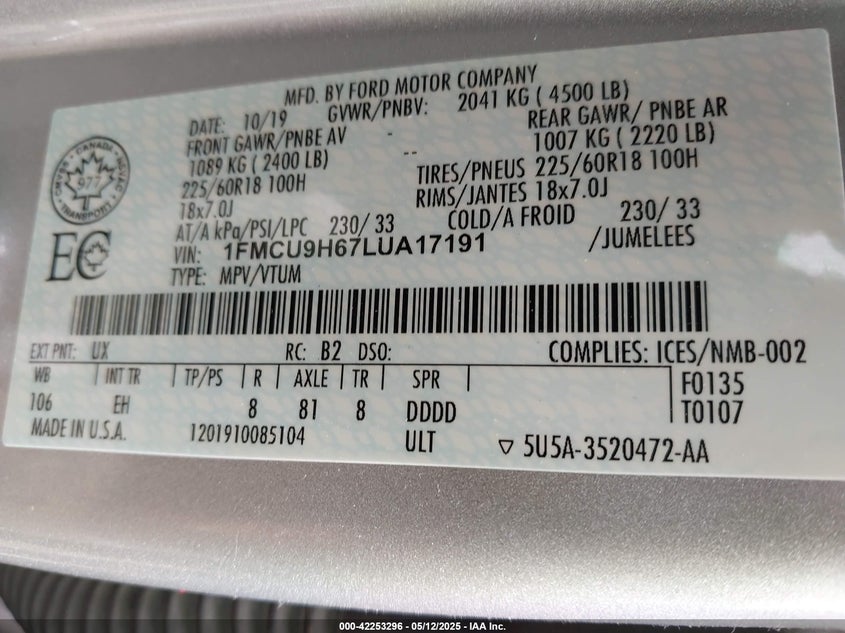 MFD. BY FORD MOTOR COMPANY
DATE: 10/19 GVWR/PNBV: 2041 KG ( 4500 LB)
FRONT GAWR/PNBE AV - REAR GAWR/ PNBE AR
1089 KG ( 2400 LB) -- 1007 KG ( 2220 LB)
225/60R18 100H TIRES/PNEUS 225/60R18 100H
18x7.0J RIMS/JANTES 18x7.0J
AT/A kPa/PSI/LPC 230/ 33 COLD/A FROID 230/ 33
VIN: 1FMCU9H67LUA17191 /JUMELEES
TYPE: MPV/VTUM
CANADA
977
TRANSPORT
EC
EXT PNT: UX RC: B2 DSO: COMPLIES: ICES/NMB-002
WB INT TR TP/PS R AXLE TR SPR F0135
106 EH 8 81 8 DDDD T0107
MADE IN U.S.A. 1201910085104 ULT ▽ 5U5A-3520472-AA
000-42253296 - 05/12/2025 - IAA Inc.